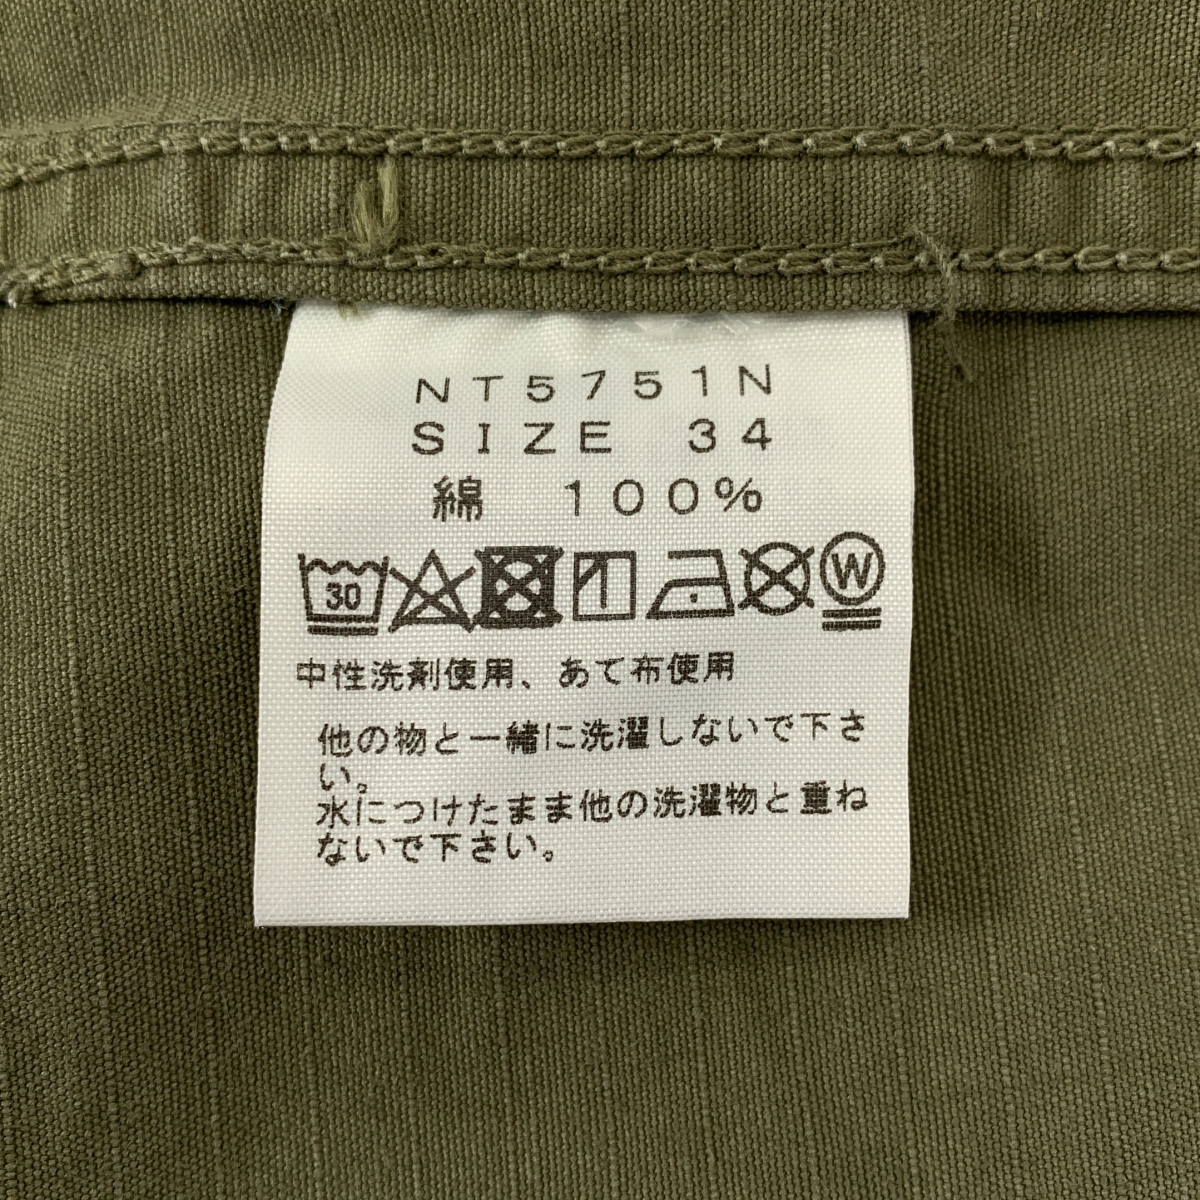 NT5751N
SIZE 34
綿 100%
30 W
中性洗剤使用、あて布使用
他の物と一緒に洗濯しないで下さ
い。
水につけたまま他の洗濯物と重ね
ないで下さい。